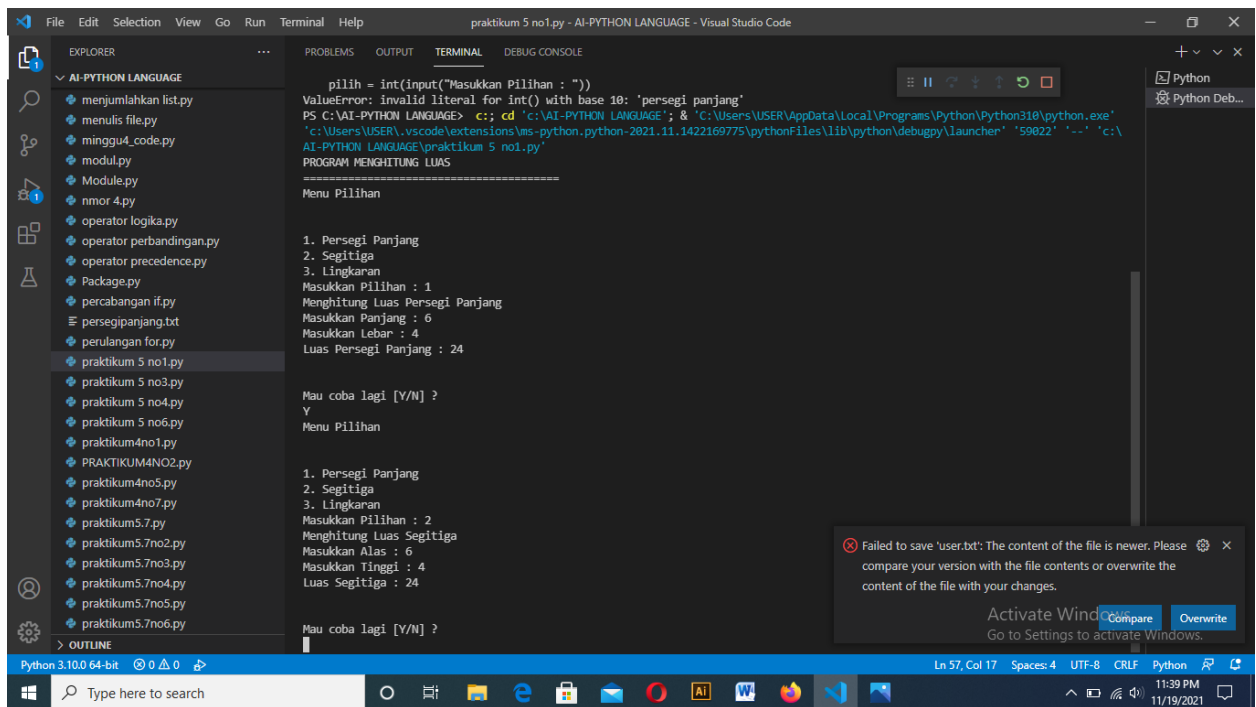 File Edit Selection View Go Run Terminal Help
praktikum 5 no1.py - AI-PYTHON LANGUAGE - Visual Studio Code
EXPLORER
AI-PYTHON LANGUAGE
menjumlahkan list.py
menulis file.py
minggu4_code.py
modul.py
Module.py
nmor 4.py
operator logika.py
operator perbandingan.py
operator precedence.py
Package.py
percabangan if.py
persegipanjang.txt
perulangan for.py
praktikum 5 no1.py
praktikum 5 no3.py
praktikum 5 no4.py
praktikum 5 no6.py
praktikum4no1.py
PRAKTIKUM4NO2.py
praktikum4no5.py
praktikum4no7.py
praktikum5.7.py
praktikum5.7no2.py
praktikum5.7no3.py
praktikum5.7no4.py
praktikum5.7no5.py
praktikum5.7no6.py
OUTLINE
1
1
PROBLEMS OUTPUT TERMINAL DEBUG CONSOLE
pilih = int(input("Masukkan Pilihan : "))
ValueError: invalid literal for int() with base 10: 'persegi panjang'
PS C:\AI-PYTHON LANGUAGE> c:; cd 'c:\AI-PYTHON LANGUAGE'; & 'C:\Users\USER\AppData\Local\Programs\Python\Python310\python.exe'
'c:\Users\USER\.vscode\extensions\ms-python.python-2021.11.1422169775\pythonFiles\lib\python\debugpy\launcher' '59022' '--' 'c:\
AI-PYTHON LANGUAGE\praktikum 5 no1.py'
PROGRAM MENGHITUNG LUAS
========================================
Menu Pilihan
1. Persegi Panjang
2. Segitiga
3. Lingkaran
Masukkan Pilihan : 1
Menghitung Luas Persegi Panjang
Masukkan Panjang : 6
Masukkan Lebar : 4
Luas Persegi Panjang : 24
Mau coba lagi [Y/N] ?
Y
Menu Pilihan
1. Persegi Panjang
2. Segitiga
3. Lingkaran
Masukkan Pilihan : 2
Menghitung Luas Segitiga
Masukkan Alas : 6
Masukkan Tinggi : 4
Luas Segitiga : 24
Mau coba lagi [Y/N] ?
Python
Python Deb...
Failed to save 'user.txt': The content of the file is newer. Please
compare your version with the file contents or overwrite the
content of the file with your changes.
Compare
Overwrite
Activate Windows
Go to Settings to activate Windows.
Python 3.10.0 64-bit 0 0
Ln 57, Col 17 Spaces: 4 UTF-8 CRLF Python
Type here to search
Ai
W
11:39 PM
11/19/2021